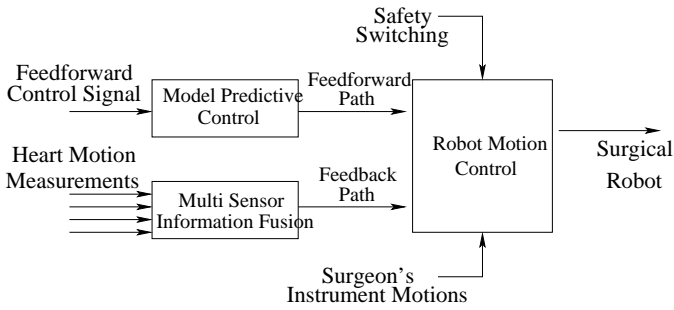 Safety
Switching
Feedforward
Control Signal
Model Predictive
Control
Feedforward
Path
Heart Motion
Measurements
Multi Sensor
Information Fusion
Feedback
Path
Robot Motion
Control
Surgical
Robot
Surgeon's
Instrument Motions